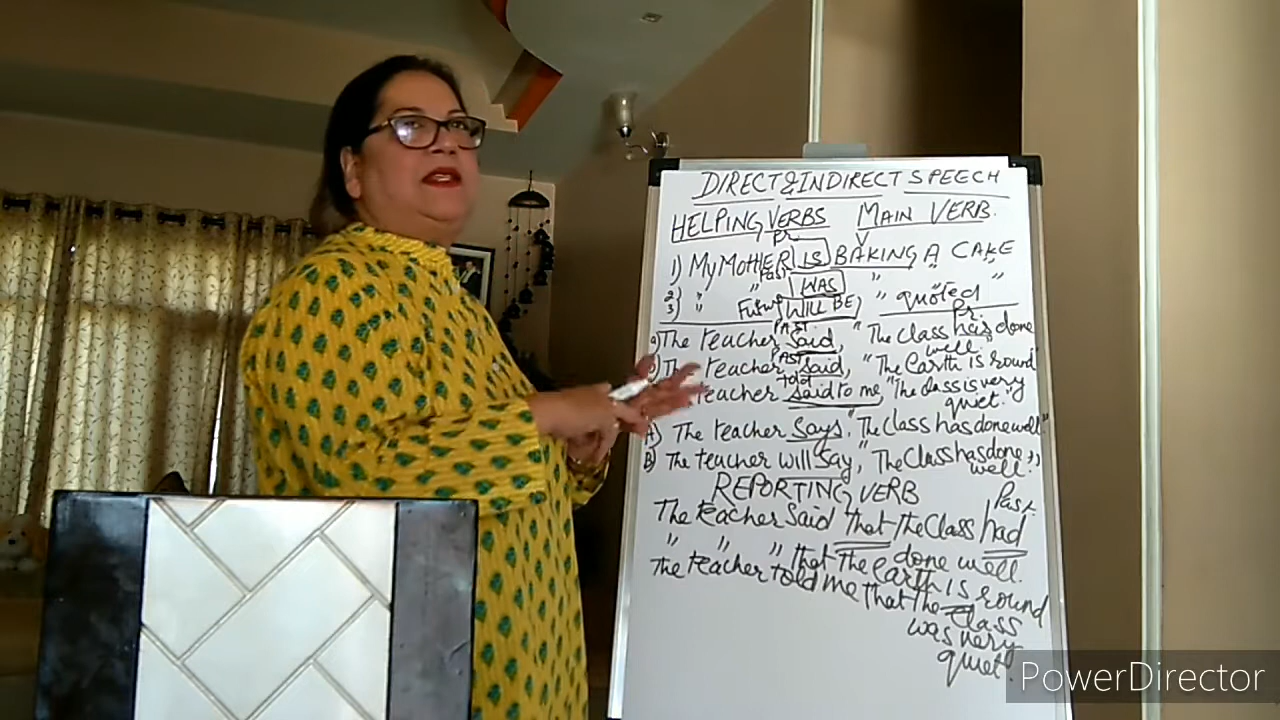 DIRECT & INDIRECT SPEECH
HELPING VERBS MAIN VERB.
Pr. V
1) My MOTHER IS BAKING A CAKE
Past
2) " " WAS " " "
3) " Future WILL BE, " quoted
PAST Pr.
a) The teacher said, "The Class has done
well.
PAST
The teacher said, "The Earth is round"
told
teacher said to me "The class is very
quiet."
A) The teacher says, "The Class has done well"
B) The teacher will say, "The Class has done
well."
REPORTING VERB
Past.
The teacher said that the Class had
done well.
" " " that the earth is round
The teacher told me that the Class
was very
quiet.
PowerDirector